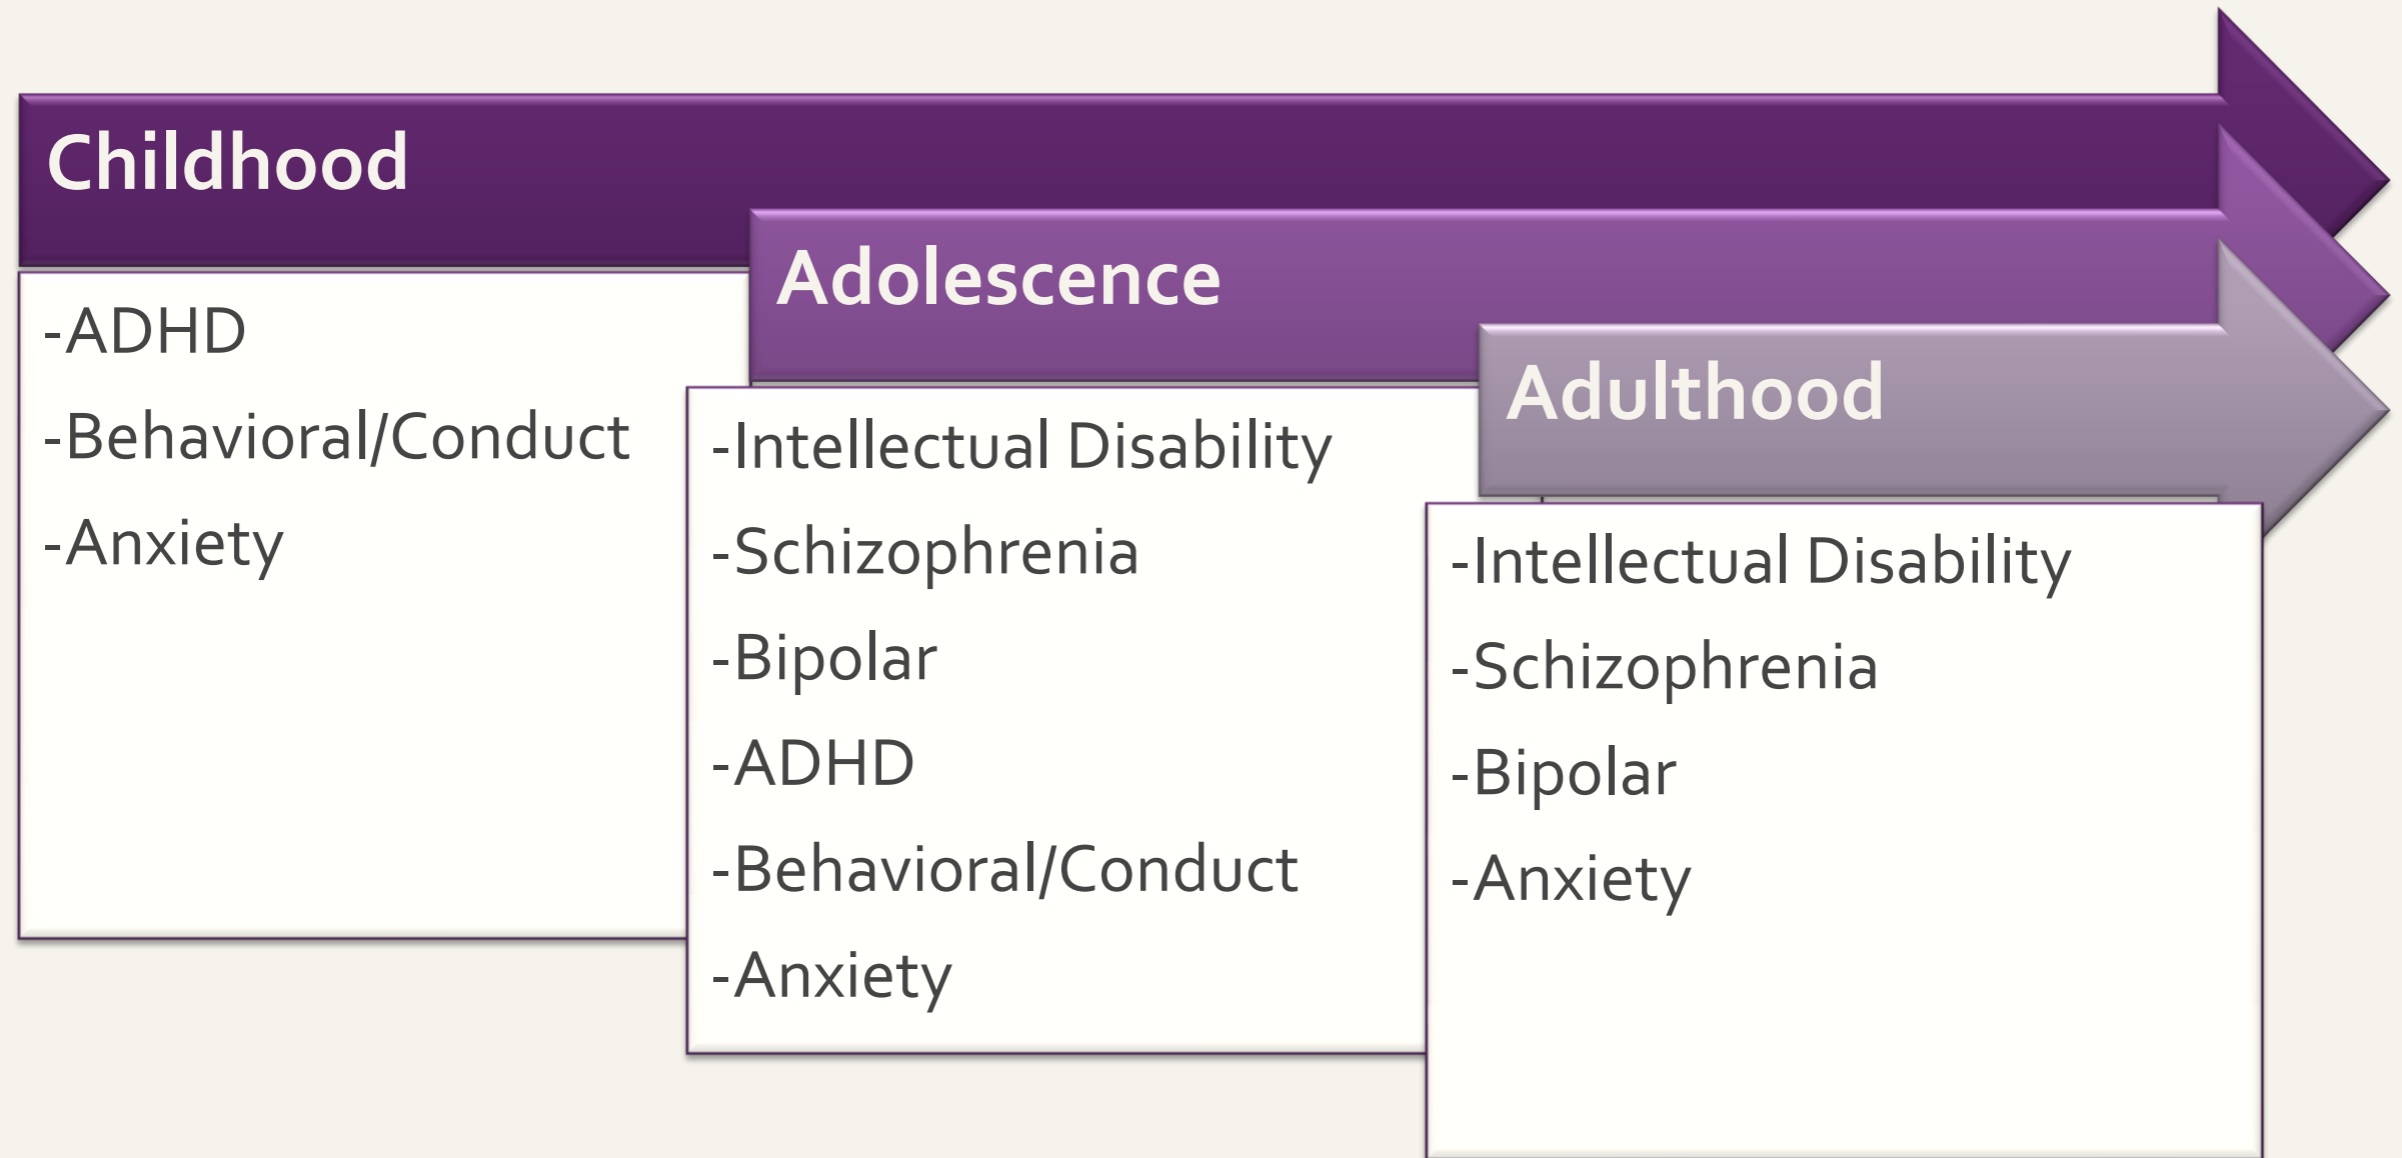 Childhood
-ADHD
-Behavioral/Conduct
-Anxiety
Adolescence
-Intellectual Disability
-Schizophrenia
-Bipolar
-ADHD
-Behavioral/Conduct
-Anxiety
Adulthood
-Intellectual Disability
-Schizophrenia
-Bipolar
-Anxiety